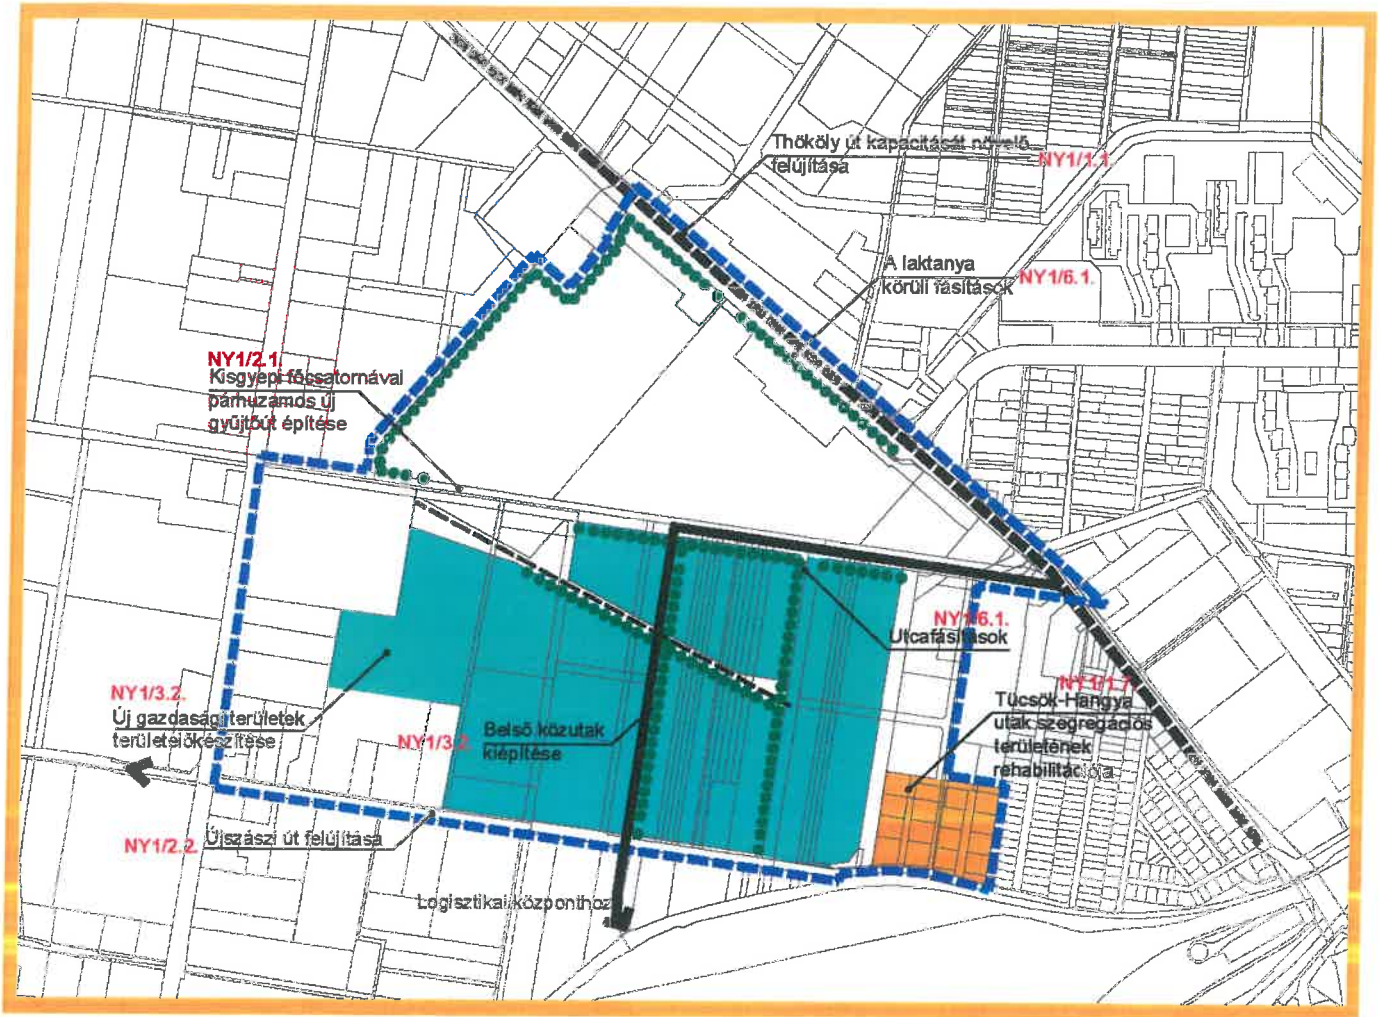 Thököly út kapacitását növelő
felújítása
NY1/1.1.
A laktanya
körüli fásítások
NY1/6.1.
NY1/2.1.
Kisgyepi főcsatornával
párhuzamos új
gyűjtőút építése
NY1/6.1.
Utcafásítások
NY1/1.7.
Tücsök-Hangya
utak szegregációs
területének
rehabilitációja
NY1/3.2.
Új gazdasági területek
területelőkészítése
NY1/3.2.
Belső közutak
kiépítése
NY1/2.2.
Újszászi út felújítása
Logisztikai központhoz